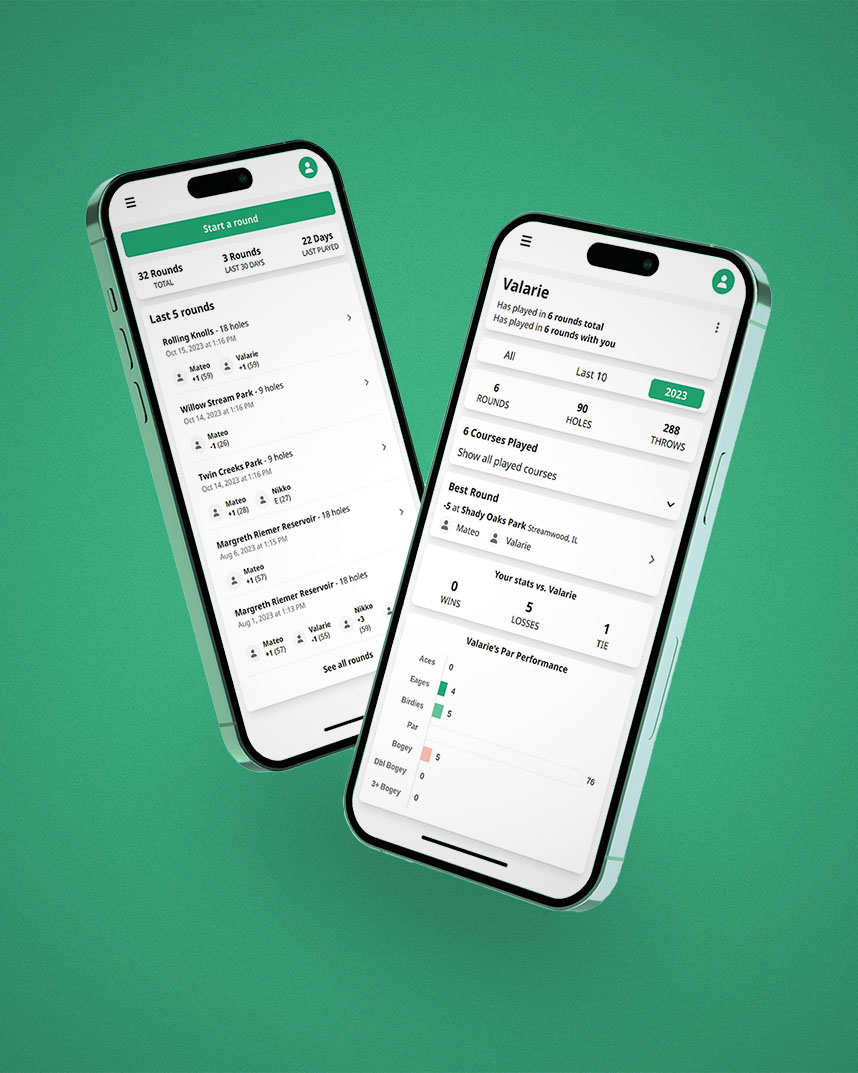 Start a round
32 Rounds
TOTAL
3 Rounds
LAST 30 DAYS
22 Days
LAST PLAYED
Last 5 rounds
Rolling Knolls - 18 holes
Oct 15, 2023 at 1:16 PM
Mateo
+1 (59)
Valarie
+1 (59)
Willow Stream Park - 9 holes
Oct 14, 2023 at 1:16 PM
Mateo
-1 (26)
Twin Creeks Park - 9 holes
Oct 14, 2023 at 1:16 PM
Mateo
+1 (28)
Nikko
E (27)
Margreth Riemer Reservoir - 18 holes
Aug 6, 2023 at 1:15 PM
Mateo
+1 (57)
Margreth Riemer Reservoir - 18 holes
Aug 1, 2023 at 1:13 PM
Mateo
+1 (57)
Valarie
-1 (55)
Nikko
+3
(59)
See all rounds
Valarie
Has played in 6 rounds total
Has played in 6 rounds with you
All
Last 10
2023
6
ROUNDS
90
HOLES
288
THROWS
6 Courses Played
Show all played courses
Best Round
-5 at Shady Oaks Park Streamwood, IL
Mateo
Valarie
Your stats vs. Valarie
0
WINS
5
LOSSES
1
TIE
Valarie's Par Performance
Aces 0
Eages 4
Birdies 5
Par 76
Bogey 5
Dbl Bogey 0
3+ Bogey 0